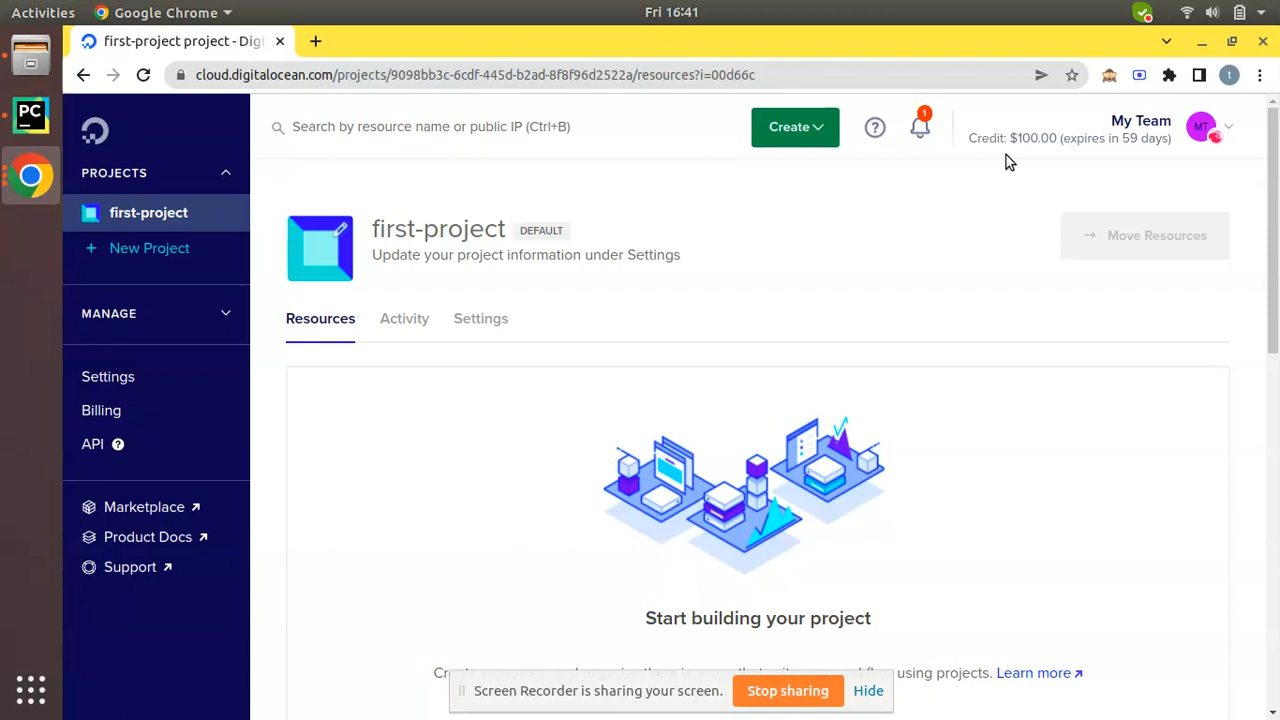 Activities
Google Chrome
Fri 16:41
first-project project - Digi
cloud.digitalocean.com/projects/9098bb3c-6cdf-445d-b2ad-8f8f96d2522a/resources?i=00d66c
t
PC
PROJECTS
first-project
+ New Project
MANAGE
Settings
Billing
API ?
Marketplace
Product Docs
Support
Search by resource name or public IP (Ctrl+B)
Create
?
1
My Team
Credit: $100.00 (expires in 59 days)
MT
first-project DEFAULT
Update your project information under Settings
Move Resources
Resources Activity Settings
Start building your project
using projects. Learn more
Screen Recorder is sharing your screen. Stop sharing Hide